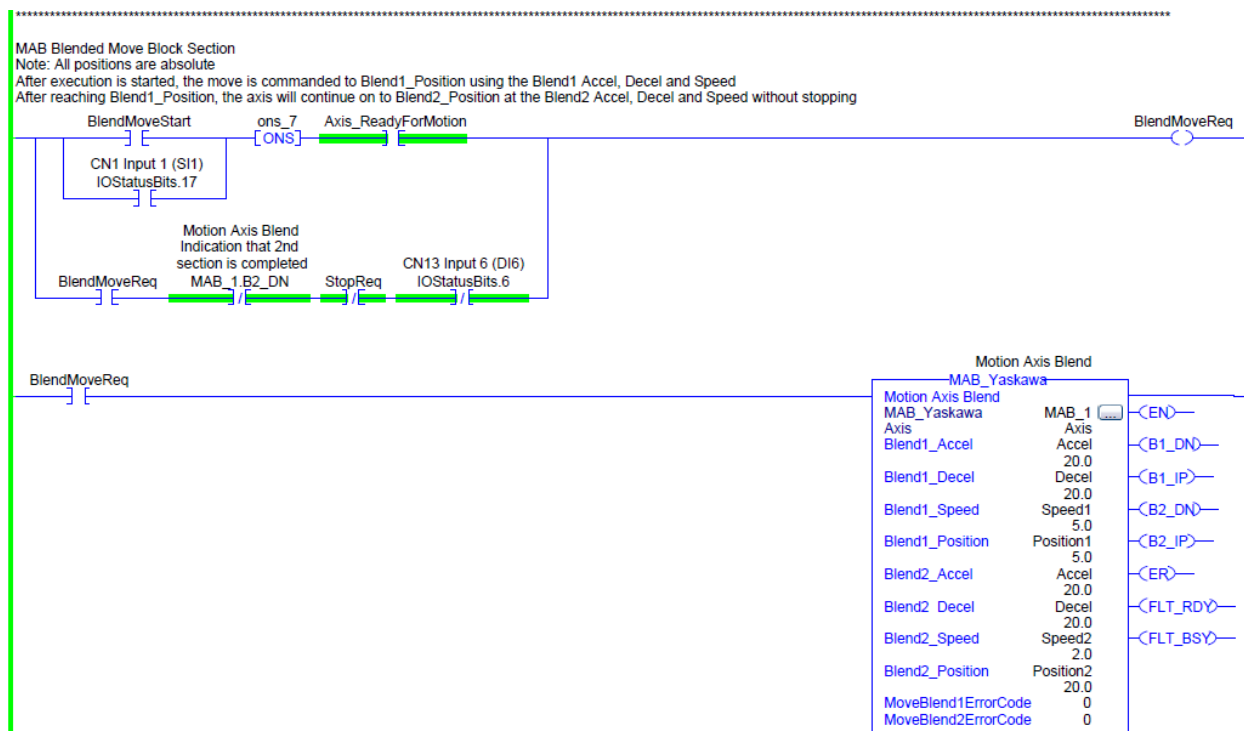 ****************************************************************************************************************************************************************
MAB Blended Move Block Section
Note: All positions are absolute
After execution is started, the move is commanded to Blend1_Position using the Blend1 Accel, Decel and Speed
After reaching Blend1_Position, the axis will continue on to Blend2_Position at the Blend2 Accel, Decel and Speed without stopping
BlendMoveStart ons_7 Axis_ReadyForMotion BlendMoveReq
ONS
CN1 Input 1 (SI1)
IOStatusBits.17
Motion Axis Blend
Indication that 2nd
section is completed CN13 Input 6 (DI6)
BlendMoveReq MAB_1.B2_DN StopReq IOStatusBits.6
/ / /
Motion Axis Blend
BlendMoveReq MAB_Yaskawa
Motion Axis Blend
MAB_Yaskawa MAB_1 ... EN
Axis Axis
Blend1_Accel Accel B1_DN
20.0
Blend1_Decel Decel B1_IP
20.0
Blend1_Speed Speed1 B2_DN
5.0
Blend1_Position Position1 B2_IP
5.0
Blend2_Accel Accel ER
20.0
Blend2_Decel Decel FLT_RDY
20.0
Blend2_Speed Speed2 FLT_BSY
2.0
Blend2_Position Position2
20.0
MoveBlend1ErrorCode 0
MoveBlend2ErrorCode 0